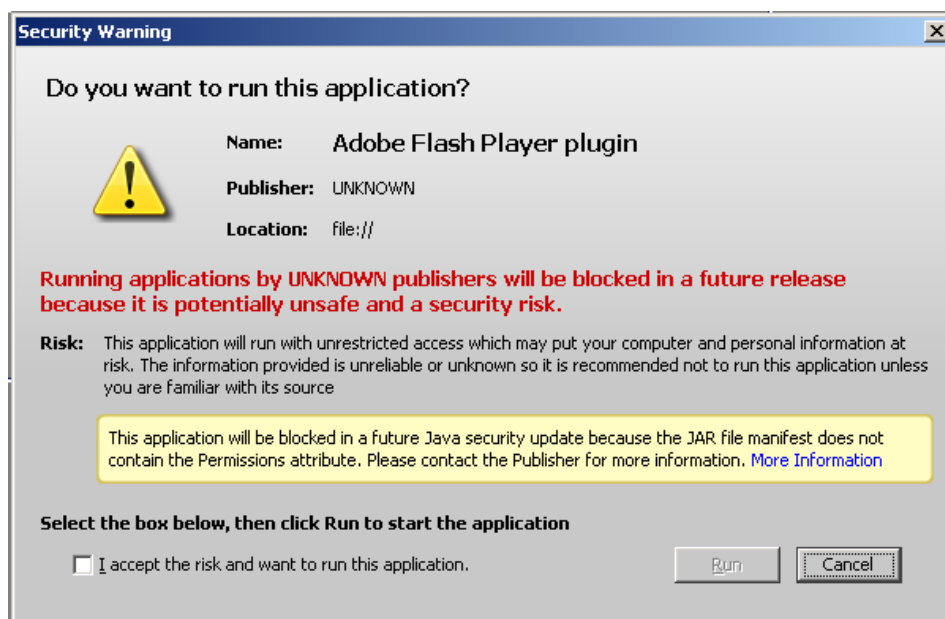 Security Warning
Do you want to run this application?
Name: Adobe Flash Player plugin
Publisher: UNKNOWN
Location: file://
Running applications by UNKNOWN publishers will be blocked in a future release
because it is potentially unsafe and a security risk.
Risk: This application will run with unrestricted access which may put your computer and personal information at
risk. The information provided is unreliable or unknown so it is recommended not to run this application unless
you are familiar with its source
This application will be blocked in a future Java security update because the JAR file manifest does not
contain the Permissions attribute. Please contact the Publisher for more information. More Information
Select the box below, then click Run to start the application
I accept the risk and want to run this application.
Run Cancel